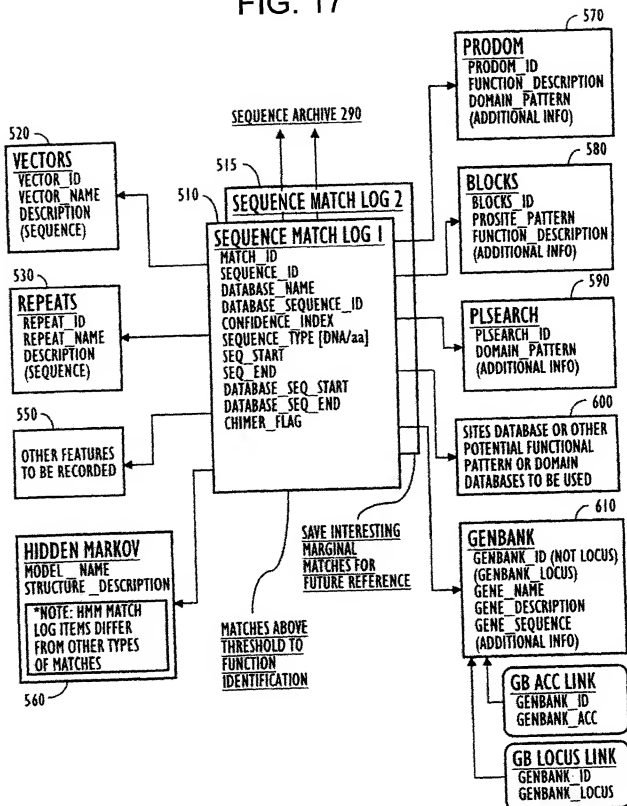 FIG. 17
SEQUENCE ARCHIVE 290
520
VECTORS
VECTOR_ID
VECTOR_NAME
DESCRIPTION
(SEQUENCE)
530
REPEATS
REPEAT_ID
REPEAT_NAME
DESCRIPTION
(SEQUENCE)
550
OTHER FEATURES
TO BE RECORDED
HIDDEN MARKOV
MODEL_NAME
STRUCTURE_DESCRIPTION
*NOTE: HMM MATCH
LOG ITEMS DIFFER
FROM OTHER TYPES
OF MATCHES
560
515
SEQUENCE MATCH LOG 2
510
SEQUENCE MATCH LOG 1
MATCH_ID
SEQUENCE_ID
DATABASE_NAME
DATABASE_SEQUENCE_ID
CONFIDENCE_INDEX
SEQUENCE_TYPE [DNA/aa]
SEQ_START
SEQ_END
DATABASE_SEQ_START
DATABASE_SEQ_END
CHIMER_FLAG
SAVE INTERESTING
MARGINAL
MATCHES FOR
FUTURE REFERENCE
MATCHES ABOVE
THRESHOLD TO
FUNCTION
IDENTIFICATION
570
PRODOM
PRODOM_ID
FUNCTION_DESCRIPTION
DOMAIN_PATTERN
(ADDITIONAL INFO)
580
BLOCKS
BLOCKS_ID
PROSITE_PATTERN
FUNCTION_DESCRIPTION
(ADDITIONAL INFO)
590
PLSEARCH
PLSEARCH_ID
DOMAIN_PATTERN
(ADDITIONAL INFO)
600
SITES DATABASE OR OTHER
POTENTIAL FUNCTIONAL
PATTERN OR DOMAIN
DATABASES TO BE USED
610
GENBANK
GENBANK_ID (NOT LOCUS)
(GENBANK_LOCUS)
GENE_NAME
GENE_DESCRIPTION
GENE_SEQUENCE
(ADDITIONAL INFO)
GB ACC LINK
GENBANK_ID
GENBANK_ACC
GB LOCUS LINK
GENBANK_ID
GENBANK_LOCUS